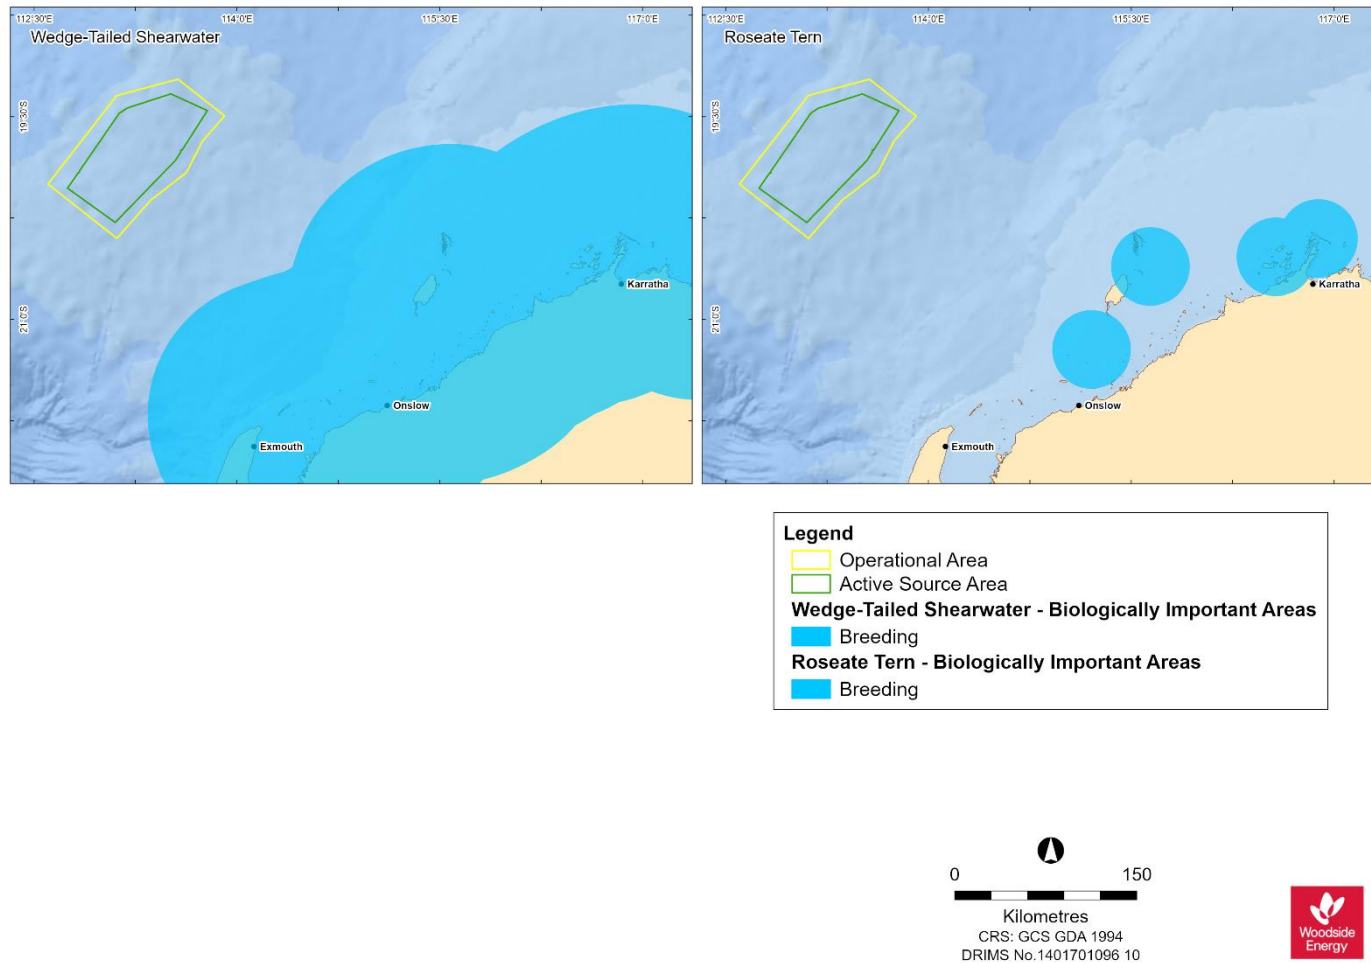 112°30'E 114°0'E 115°30'E 117°0'E
Wedge-Tailed Shearwater
19°30'S
21°0'S
Karratha
Onslow
Exmouth
112°30'E 114°0'E 115°30'E 117°0'E
Roseate Tern
19°30'S
21°0'S
Karratha
Onslow
Exmouth
Legend
Operational Area
Active Source Area
Wedge-Tailed Shearwater - Biologically Important Areas
Breeding
Roseate Tern - Biologically Important Areas
Breeding
0 150
Kilometres
CRS: GCS GDA 1994
DRIMS No.1401701096 10
Woodside
Energy